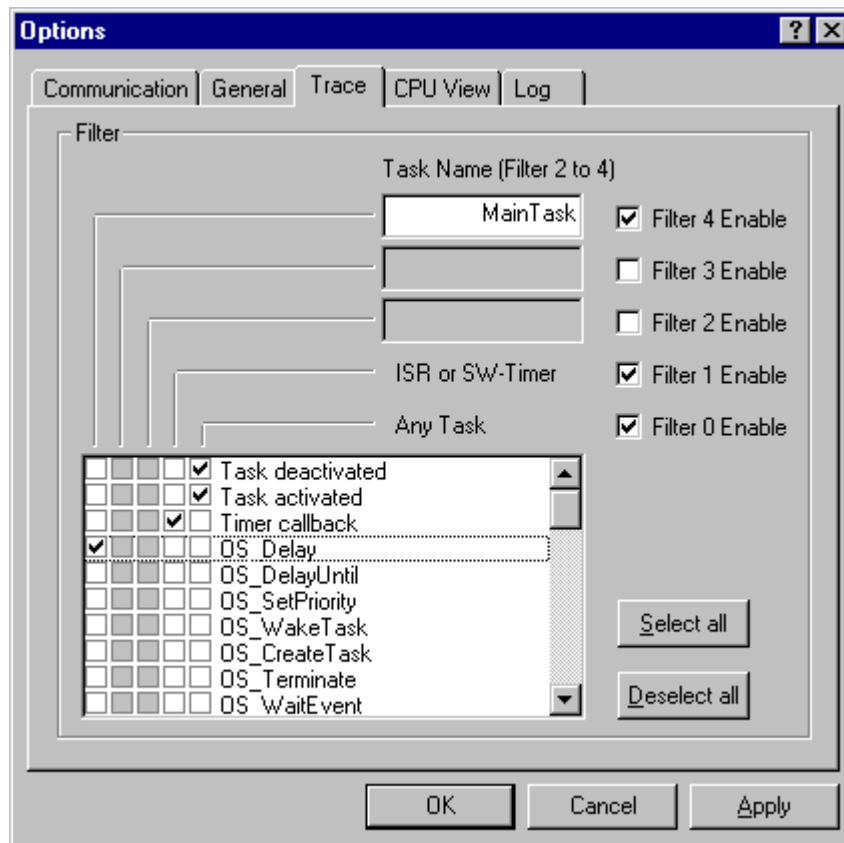 Options
Communication General Trace CPU View Log
Filter
Task Name (Filter 2 to 4)
MainTask Filter 4 Enable
Filter 3 Enable
Filter 2 Enable
ISR or SW-Timer Filter 1 Enable
Any Task Filter 0 Enable
Task deactivated
Task activated
Timer callback
OS_Delay
OS_DelayUntil
OS_SetPriority
OS_WakeTask
OS_CreateTask
OS_Terminate
OS_WaitEvent
Select all
Deselect all
OK Cancel Apply